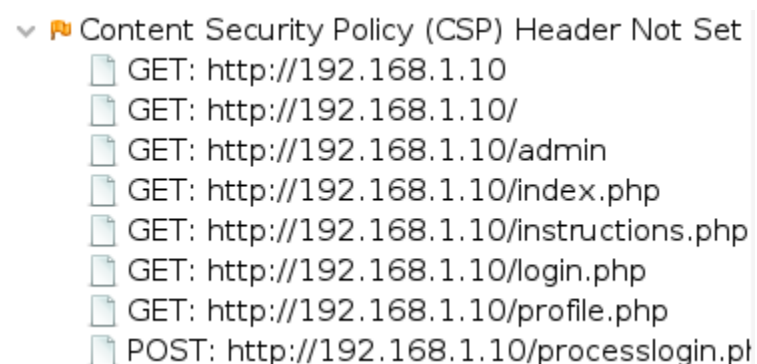 Content Security Policy (CSP) Header Not Set
GET: http://192.168.1.10
GET: http://192.168.1.10/
GET: http://192.168.1.10/admin
GET: http://192.168.1.10/index.php
GET: http://192.168.1.10/instructions.php
GET: http://192.168.1.10/login.php
GET: http://192.168.1.10/profile.php
POST: http://192.168.1.10/processlogin.ph